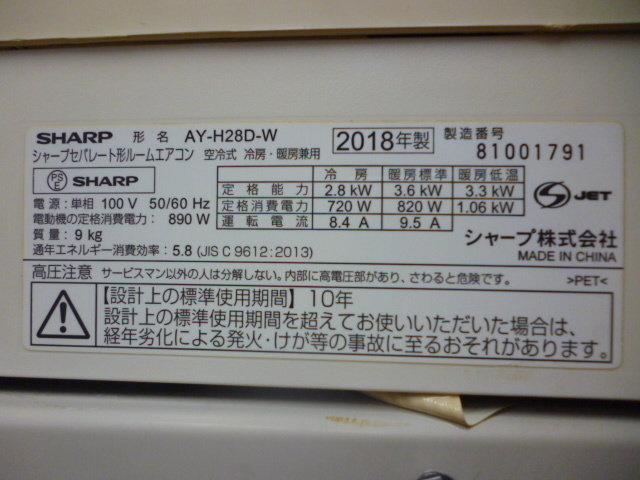 SHARP 形名 AY-H28D-W 2018年製 製造番号
シャープセパレート形ルームエアコン 空冷式 冷房・暖房兼用 81001791
PSE SHARP
冷房 暖房標準 暖房低温
定格能力 2.8 kW 3.6 kW 3.3 kW
定格消費電力 720 W 820 W 1.06 kW
運転電流 8.4 A 9.5 A
電源：単相 100 V 50/60 Hz
電動機の定格消費電力： 890 W
質量：9 kg
通年エネルギー消費効率：5.8 (JIS C 9612:2013)
S JET
シャープ株式会社
MADE IN CHINA
高圧注意 サービスマン以外の人は分解しない。内部に高電圧部があり、さわると危険です。 >PET<
【設計上の標準使用期間】10年
設計上の標準使用期間を超えてお使いいただいた場合は、
経年劣化による発火・けが等の事故に至るおそれがあります。